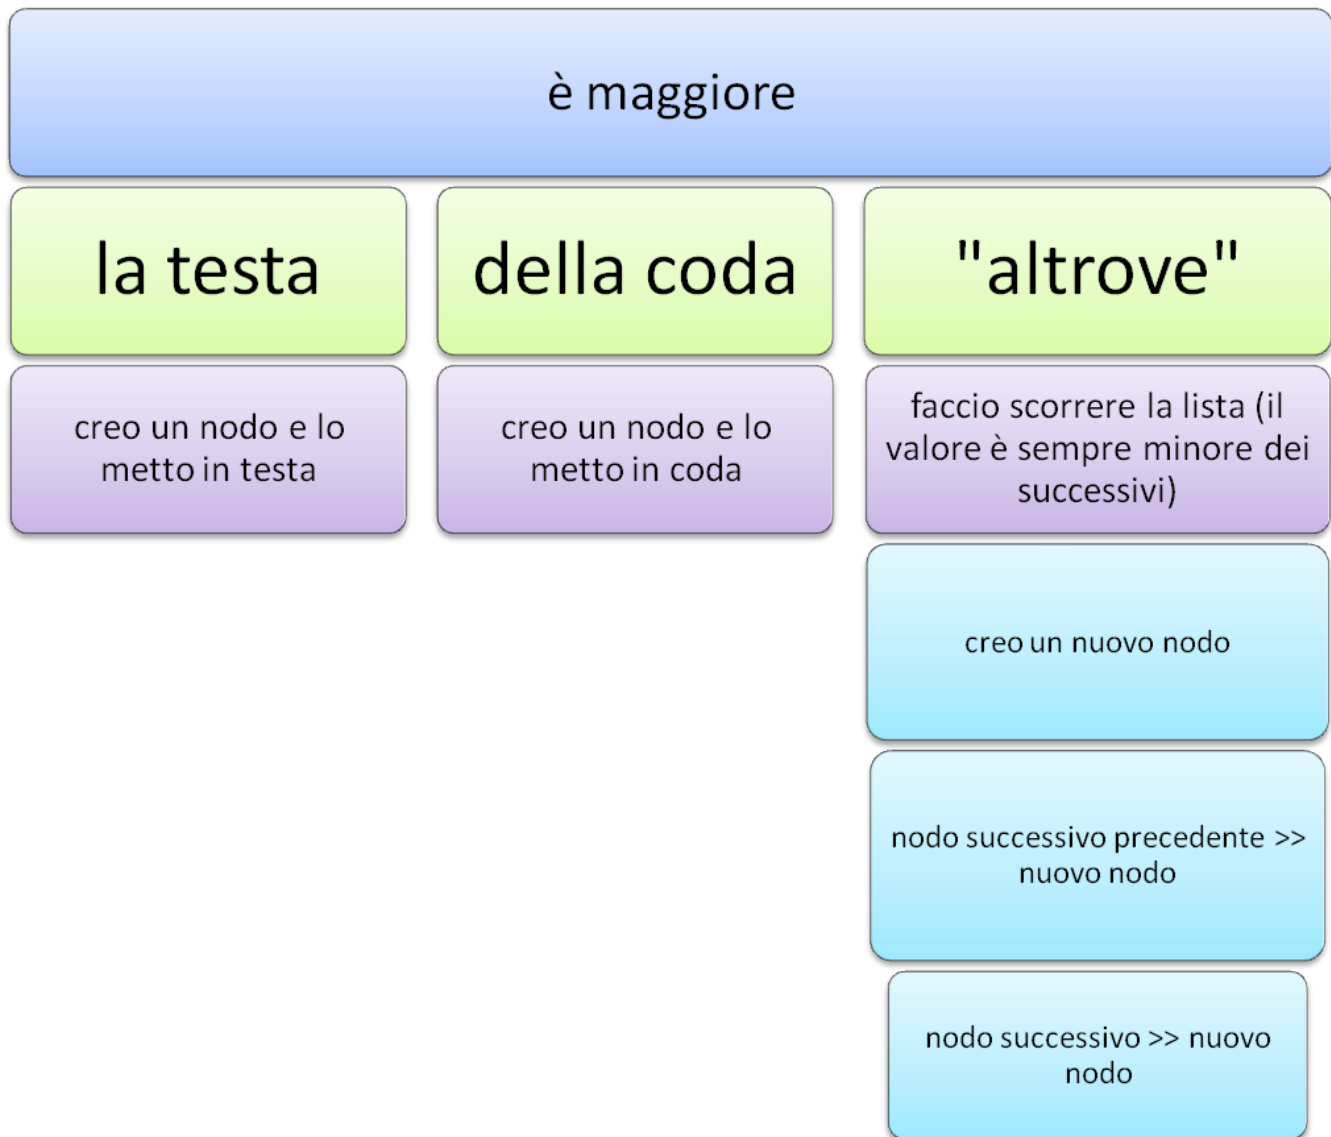 è maggiore
la testa
della coda
"altrove"
creo un nodo e lo
metto in testa
creo un nodo e lo
metto in coda
faccio scorrere la lista (il
valore è sempre minore dei
successivi)
creo un nuovo nodo
nodo successivo precedente >>
nuovo nodo
nodo successivo >> nuovo
nodo